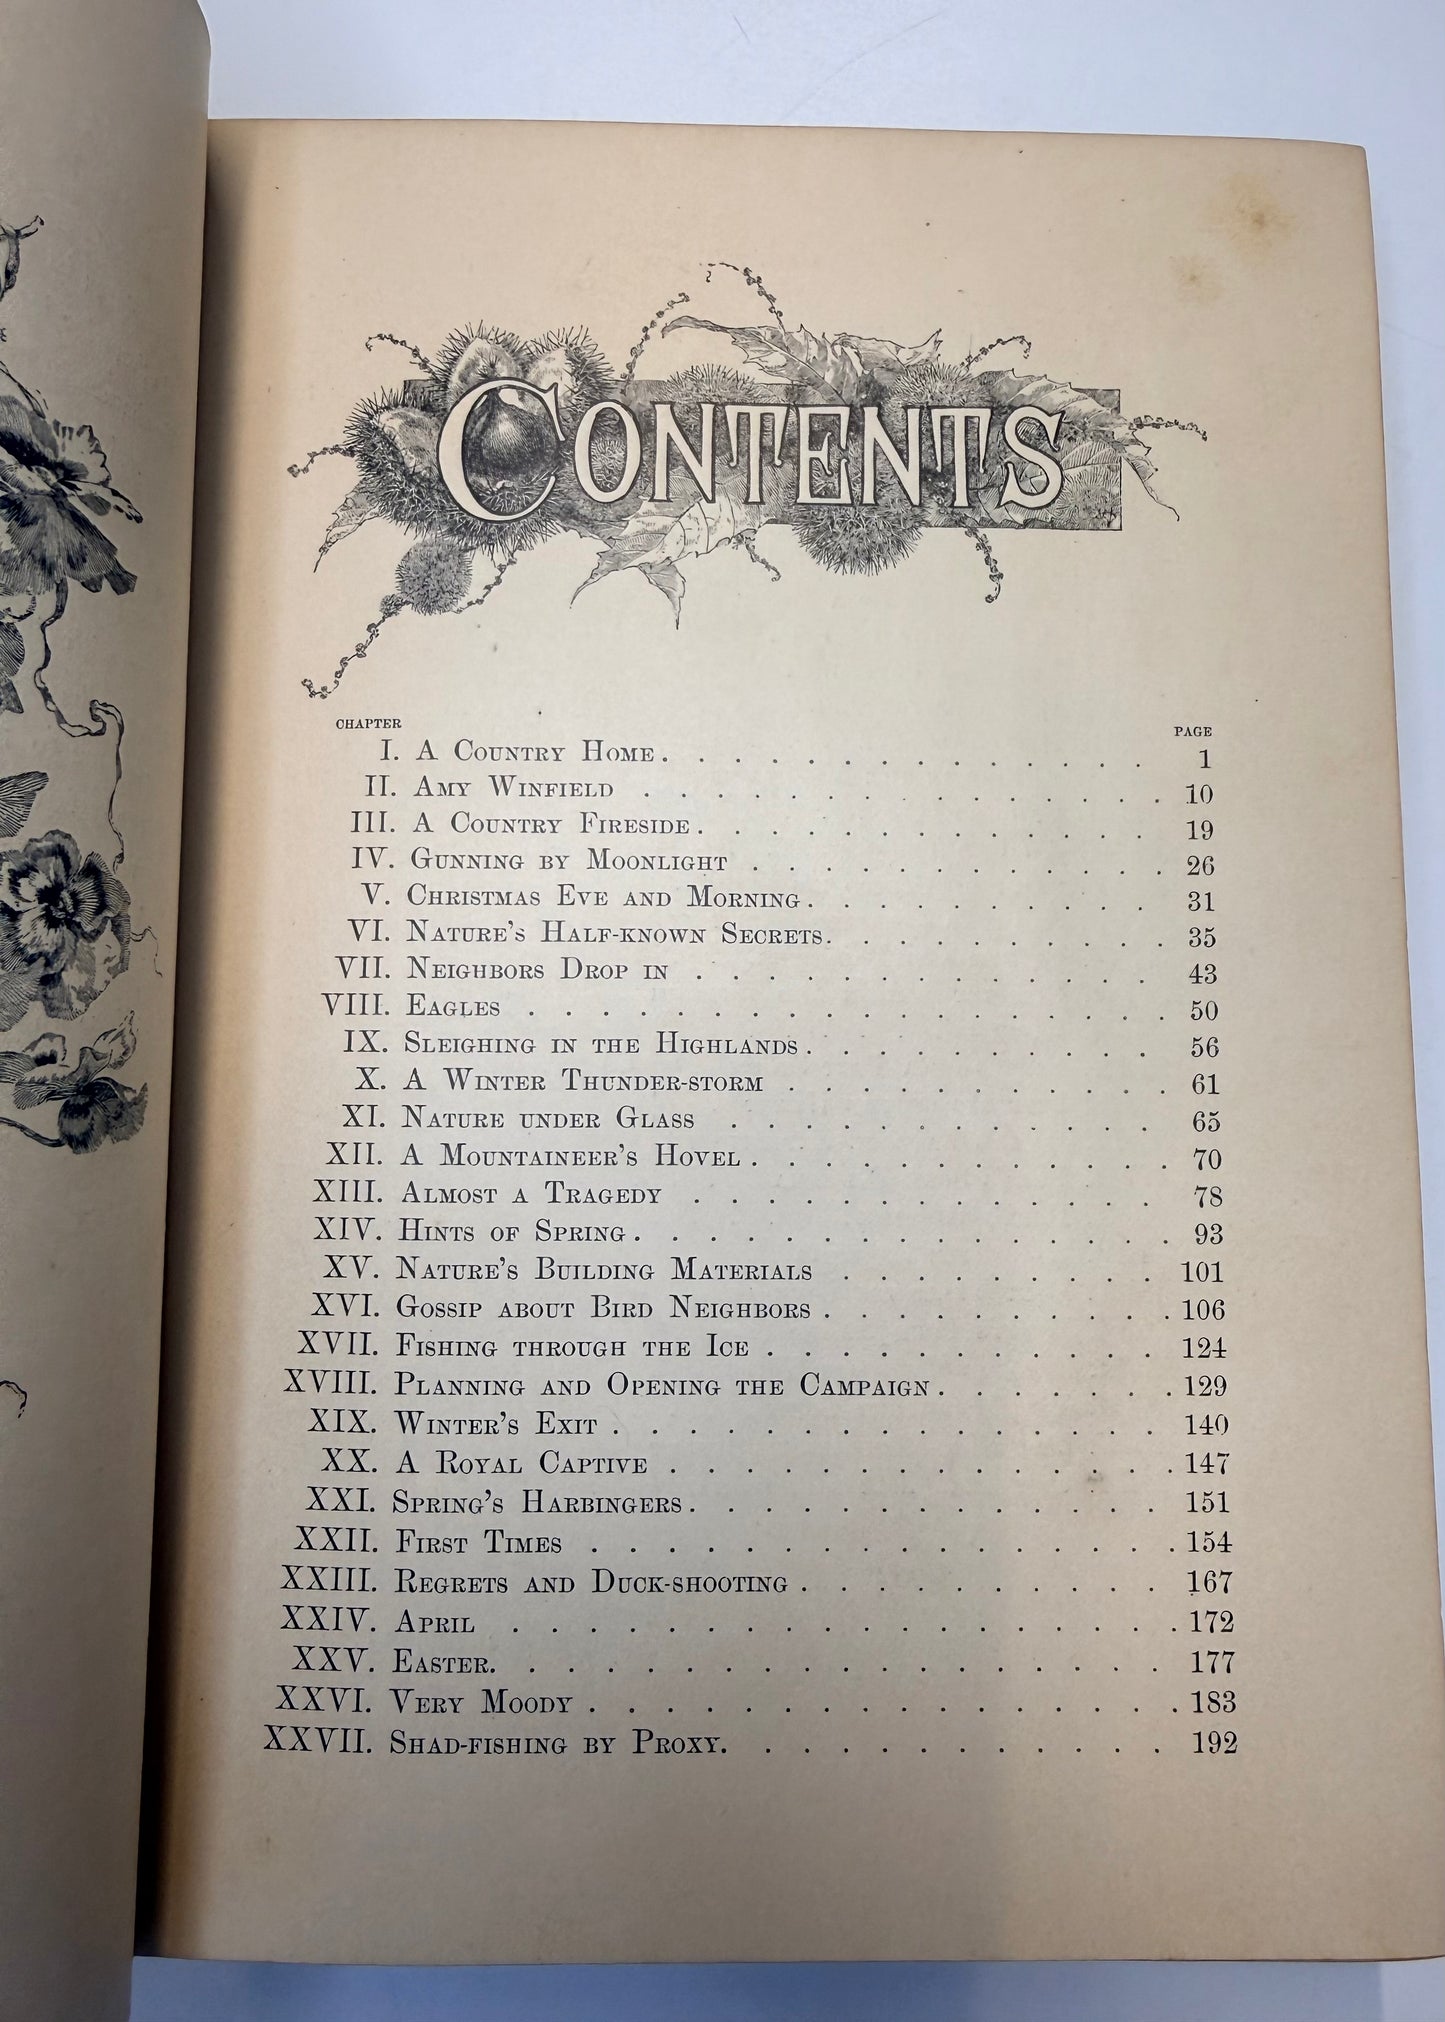 CONTENTS
CHAPTER PAGE
I. A COUNTRY HOME. . . . . . . . . . . . . . 1
II. AMY WINFIELD . . . . . . . . . . . . . . . 10
III. A COUNTRY FIRESIDE. . . . . . . . . . . . . 19
IV. GUNNING BY MOONLIGHT . . . . . . . . . . . . 26
V. CHRISTMAS EVE AND MORNING. . . . . . . . . . 31
VI. NATURE'S HALF-KNOWN SECRETS. . . . . . . . . . 35
VII. NEIGHBORS DROP IN . . . . . . . . . . . . . 43
VIII. EAGLES . . . . . . . . . . . . . . . . . . 50
IX. SLEIGHING IN THE HIGHLANDS. . . . . . . . . . 56
X. A WINTER THUNDER-STORM . . . . . . . . . . . 61
XI. NATURE UNDER GLASS . . . . . . . . . . . . 65
XII. A MOUNTAINEER'S HOVEL . . . . . . . . . . . . 70
XIII. ALMOST A TRAGEDY . . . . . . . . . . . . . 78
XIV. HINTS OF SPRING. . . . . . . . . . . . . . . 93
XV. NATURE'S BUILDING MATERIALS . . . . . . . . . 101
XVI. GOSSIP ABOUT BIRD NEIGHBORS . . . . . . . . . . 106
XVII. FISHING THROUGH THE ICE . . . . . . . . . . . 124
XVIII. PLANNING AND OPENING THE CAMPAIGN. . . . . . . 129
XIX. WINTER'S EXIT . . . . . . . . . . . . . . . 140
XX. A ROYAL CAPTIVE . . . . . . . . . . . . . . 147
XXI. SPRING'S HARBINGERS. . . . . . . . . . . . . 151
XXII. FIRST TIMES . . . . . . . . . . . . . . . . 154
XXIII. REGRETS AND DUCK-SHOOTING . . . . . . . . . . 167
XXIV. APRIL . . . . . . . . . . . . . . . . . . 172
XXV. EASTER. . . . . . . . . . . . . . . . . . 177
XXVI. VERY MOODY . . . . . . . . . . . . . . . . 183
XXVII. SHAD-FISHING BY PROXY. . . . . . . . . . . . 192